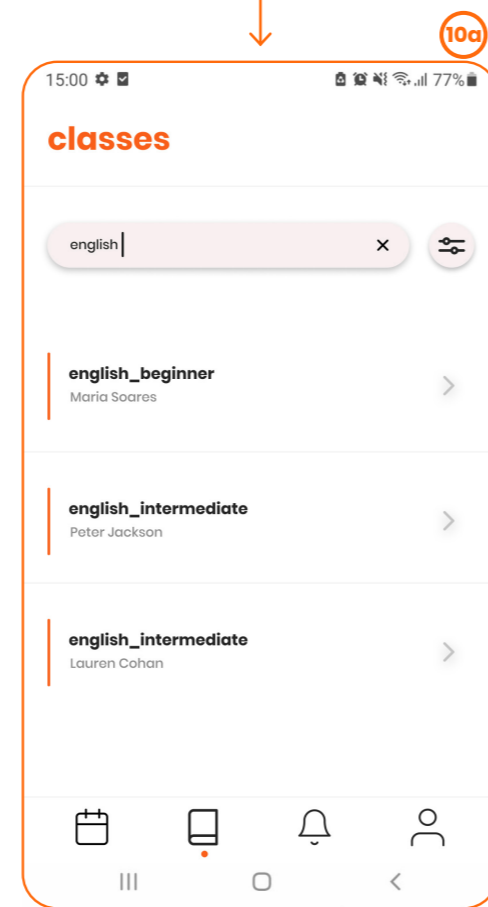 10a
15:00
77%
classes
english
english_beginner
Maria Soares
english_intermediate
Peter Jackson
english_intermediate
Lauren Cohan